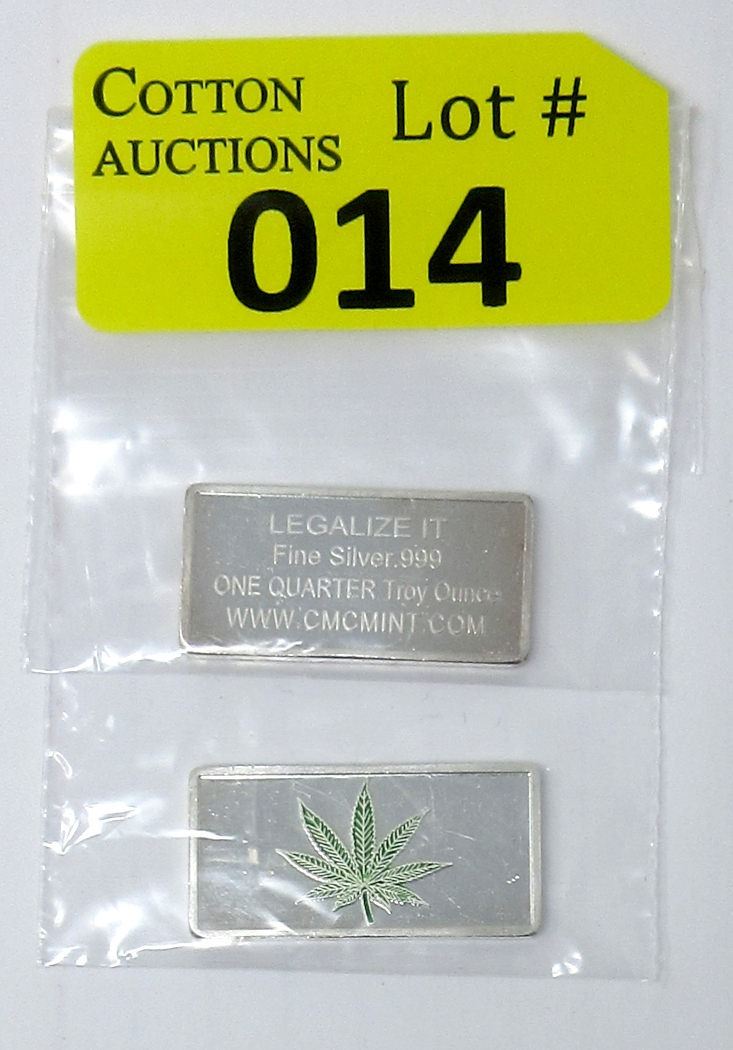 COTTON
AUCTIONS
Lot #
014
LEGALIZE IT
Fine Silver.999
ONE QUARTER Troy Ounce
WWW.CMCMINT.COM